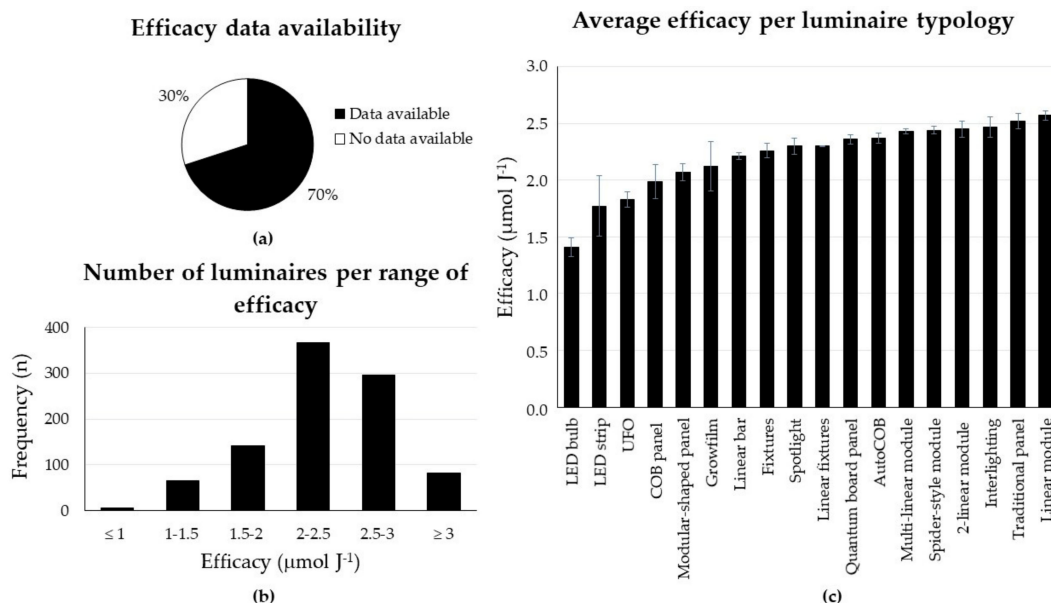 Efficacy data availability
30%
Data available
No data available
70%
(a)
Number of luminaires per range of
efficacy
Frequency (n)
400
300
200
100
0
≤ 1
1-1.5
1.5-2
2-2.5
2.5-3
≥ 3
Efficacy (µmol J-1)
(b)
Average efficacy per luminaire typology
Efficacy (µmol J-1)
3.0
2.5
2.0
1.5
1.0
0.5
0.0
LED bulb
LED strip
UFO
COB panel
Modular-shaped panel
Growfilm
Linear bar
Fixtures
Spotlight
Linear fixtures
Quantum board panel
AutoCOB
Multi-linear module
Spider-style module
2-linear module
Interlighting
Traditional panel
Linear module
(c)